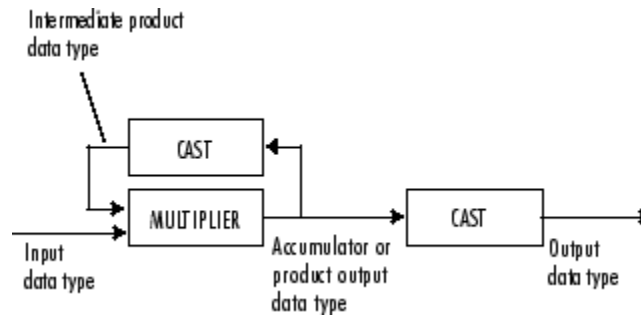 Intermediate product
data type
CAST
MULTIPLIER
CAST
Input
data type
Accumulator or
product output
data type
Output
data type